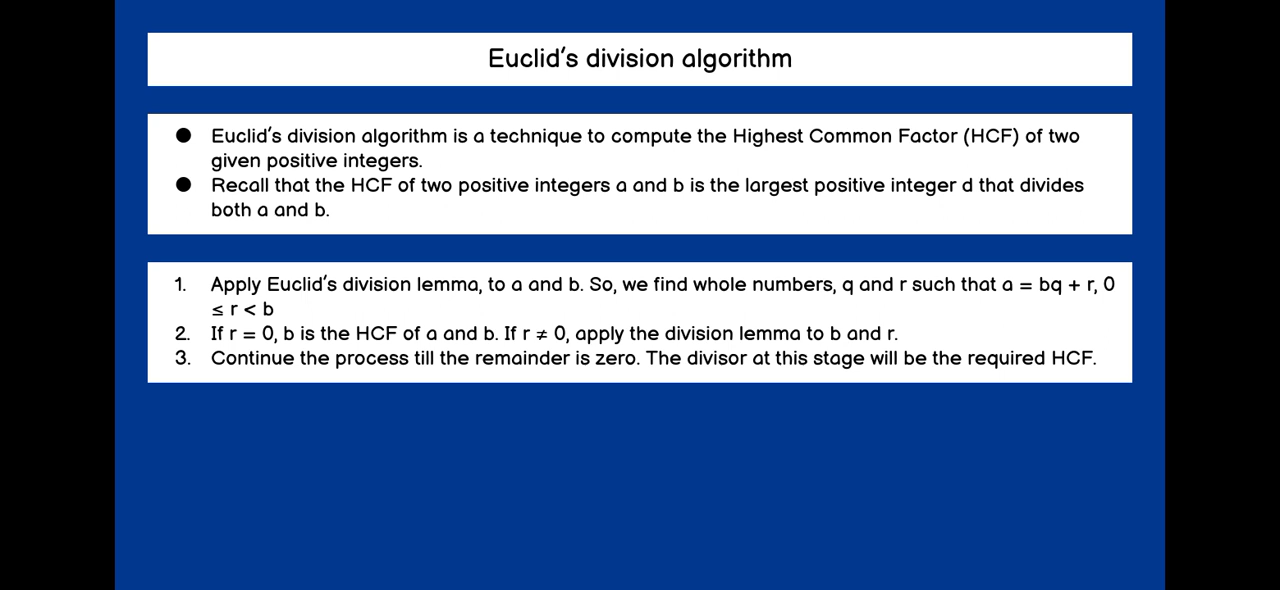 Euclid's division algorithm
● Euclid's division algorithm is a technique to compute the Highest Common Factor (HCF) of two
given positive integers.
● Recall that the HCF of two positive integers a and b is the largest positive integer d that divides
both a and b.
1. Apply Euclid's division lemma, to a and b. So, we find whole numbers, q and r such that a = bq + r, 0
≤ r < b
2. If r = 0, b is the HCF of a and b. If r ≠ 0, apply the division lemma to b and r.
3. Continue the process till the remainder is zero. The divisor at this stage will be the required HCF.